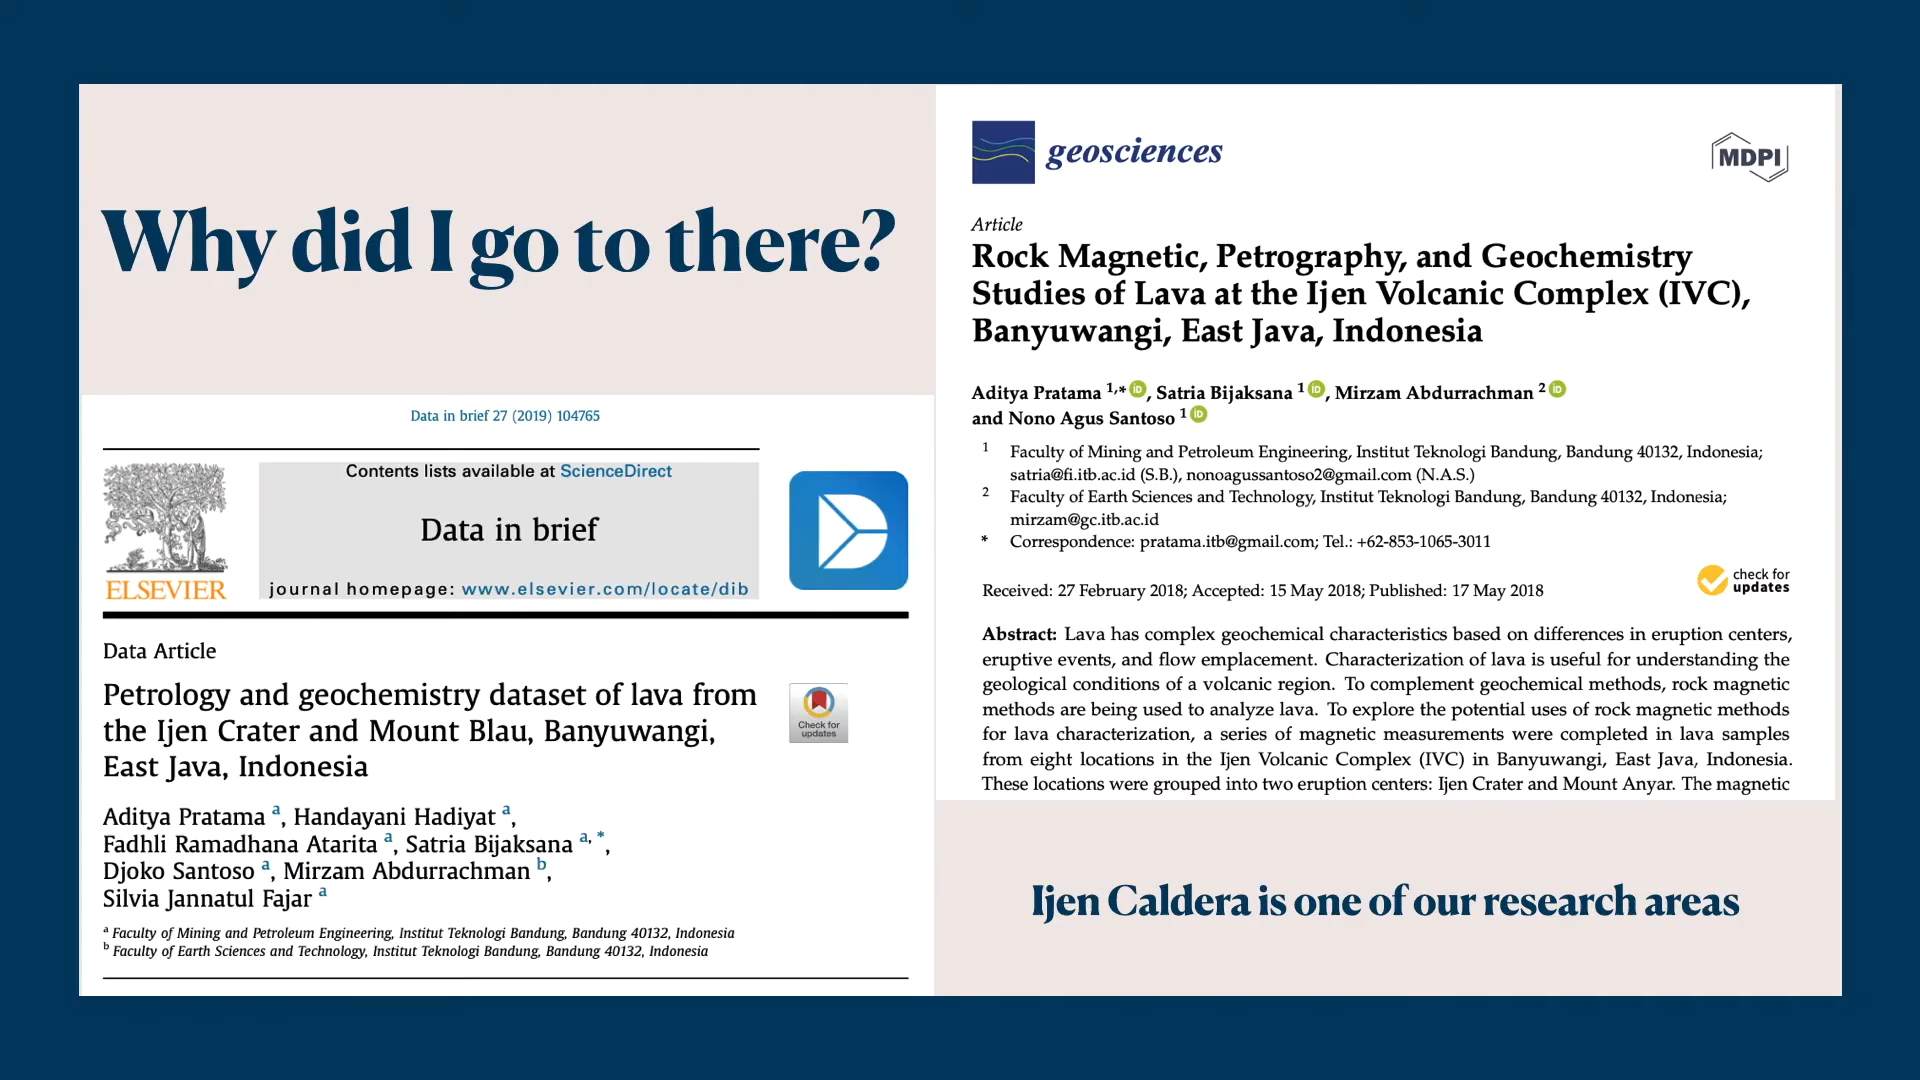 Why did I go to there?
Data in brief 27 (2019) 104765
Contents lists available at ScienceDirect
Data in brief
journal homepage: www.elsevier.com/locate/dib
ELSEVIER
Data Article
Petrology and geochemistry dataset of lava from
the Ijen Crater and Mount Blau, Banyuwangi,
East Java, Indonesia
Check for
updates
Aditya Pratama a, Handayani Hadiyat a,
Fadhli Ramadhana Atarita a, Satria Bijaksana a, *,
Djoko Santoso a, Mirzam Abdurrachman b,
Silvia Jannatul Fajar a
a Faculty of Mining and Petroleum Engineering, Institut Teknologi Bandung, Bandung 40132, Indonesia
b Faculty of Earth Sciences and Technology, Institut Teknologi Bandung, Bandung 40132, Indonesia
geosciences
MDPI
Article
Rock Magnetic, Petrography, and Geochemistry
Studies of Lava at the Ijen Volcanic Complex (IVC),
Banyuwangi, East Java, Indonesia
Aditya Pratama 1,* iD, Satria Bijaksana 1 iD, Mirzam Abdurrachman 2 iD
and Nono Agus Santoso 1 iD
1 Faculty of Mining and Petroleum Engineering, Institut Teknologi Bandung, Bandung 40132, Indonesia;
satria@fi.itb.ac.id (S.B.), nonoagussantoso2@gmail.com (N.A.S.)
2 Faculty of Earth Sciences and Technology, Institut Teknologi Bandung, Bandung 40132, Indonesia;
mirzam@gc.itb.ac.id
* Correspondence: pratama.itb@gmail.com; Tel.: +62-853-1065-3011
Received: 27 February 2018; Accepted: 15 May 2018; Published: 17 May 2018
check for
updates
Abstract: Lava has complex geochemical characteristics based on differences in eruption centers,
eruptive events, and flow emplacement. Characterization of lava is useful for understanding the
geological conditions of a volcanic region. To complement geochemical methods, rock magnetic
methods are being used to analyze lava. To explore the potential uses of rock magnetic methods
for lava characterization, a series of magnetic measurements were completed in lava samples
from eight locations in the Ijen Volcanic Complex (IVC) in Banyuwangi, East Java, Indonesia.
These locations were grouped into two eruption centers: Ijen Crater and Mount Anyar. The magnetic
Ijen Caldera is one of our research areas